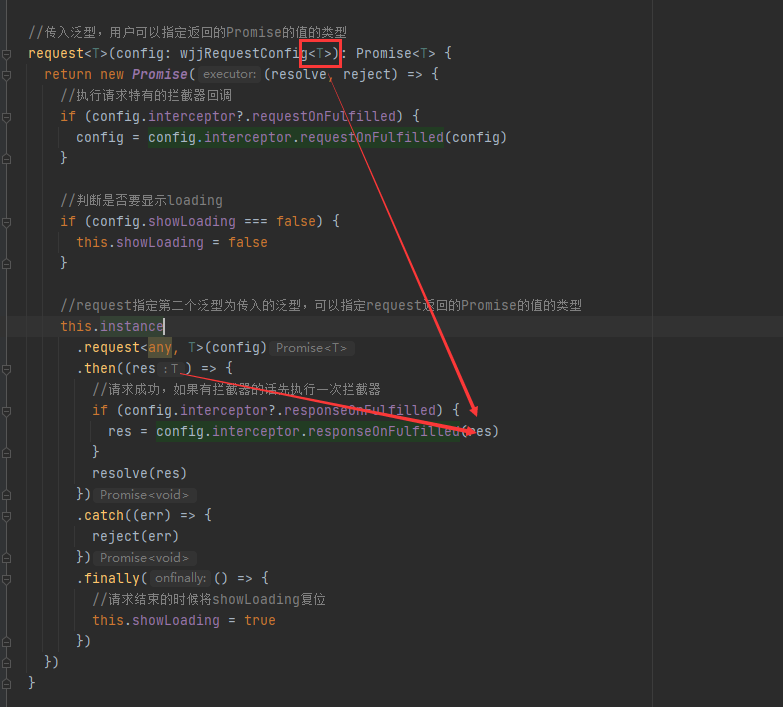 //传入泛型，用户可以指定返回的Promise的值的类型
request<T>(config: wjjRequestConfig<T>): Promise<T> {
return new Promise( executor: (resolve, reject) => {
//执行请求特有的拦截器回调
if (config.interceptor?.requestOnFulfilled) {
config = config.interceptor.requestOnFulfilled(config)
}
//判断是否要显示loading
if (config.showLoading === false) {
this.showLoading = false
}
//request指定第二个泛型为传入的泛型，可以指定request返回的Promise的值的类型
this.instance
.request<any, T>(config) Promise<T>
.then((res : T ) => {
//请求成功，如果有拦截器的话先执行一次拦截器
if (config.interceptor?.responseOnFulfilled) {
res = config.interceptor.responseOnFulfilled(res)
}
resolve(res)
}) Promise<void>
.catch((err) => {
reject(err)
}) Promise<void>
.finally( onfinally: () => {
//请求结束的时候将showLoading复位
this.showLoading = true
})
})
}